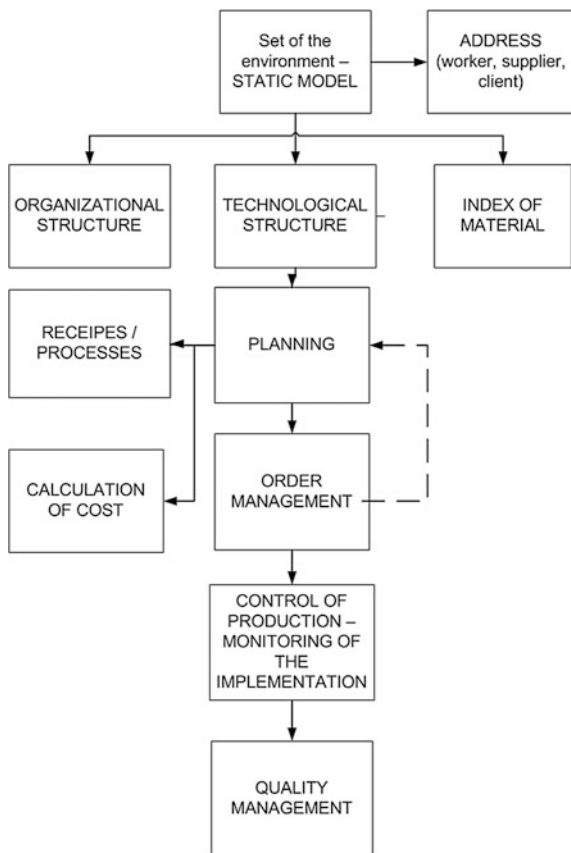 Set of the
environment –
STATIC MODEL
ADDRESS
(worker, supplier,
client)
ORGANIZATIONAL
STRUCTURE
TECHNOLOGICAL
STRUCTURE
INDEX OF
MATERIAL
RECEIPES /
PROCESSES
PLANNING
CALCULATION
OF COST
ORDER
MANAGEMENT
CONTROL OF
PRODUCTION –
MONITORING OF
THE
IMPLEMENTATION
QUALITY
MANAGEMENT